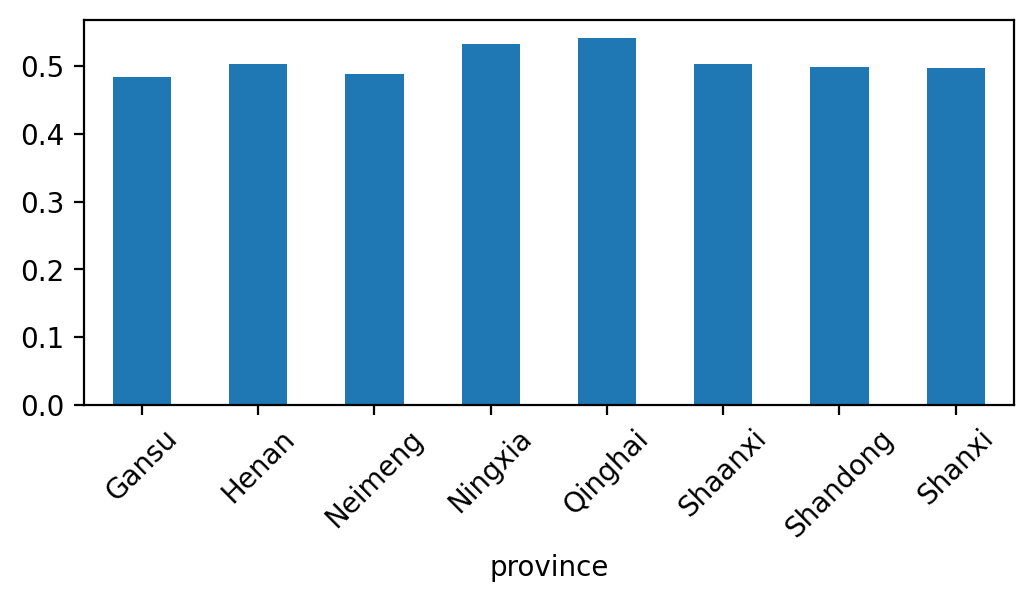 0.5
0.4
0.3
0.2
0.1
0.0
Gansu
Henan
Neimeng
Ningxia
Qinghai
Shaanxi
Shandong
Shanxi
province